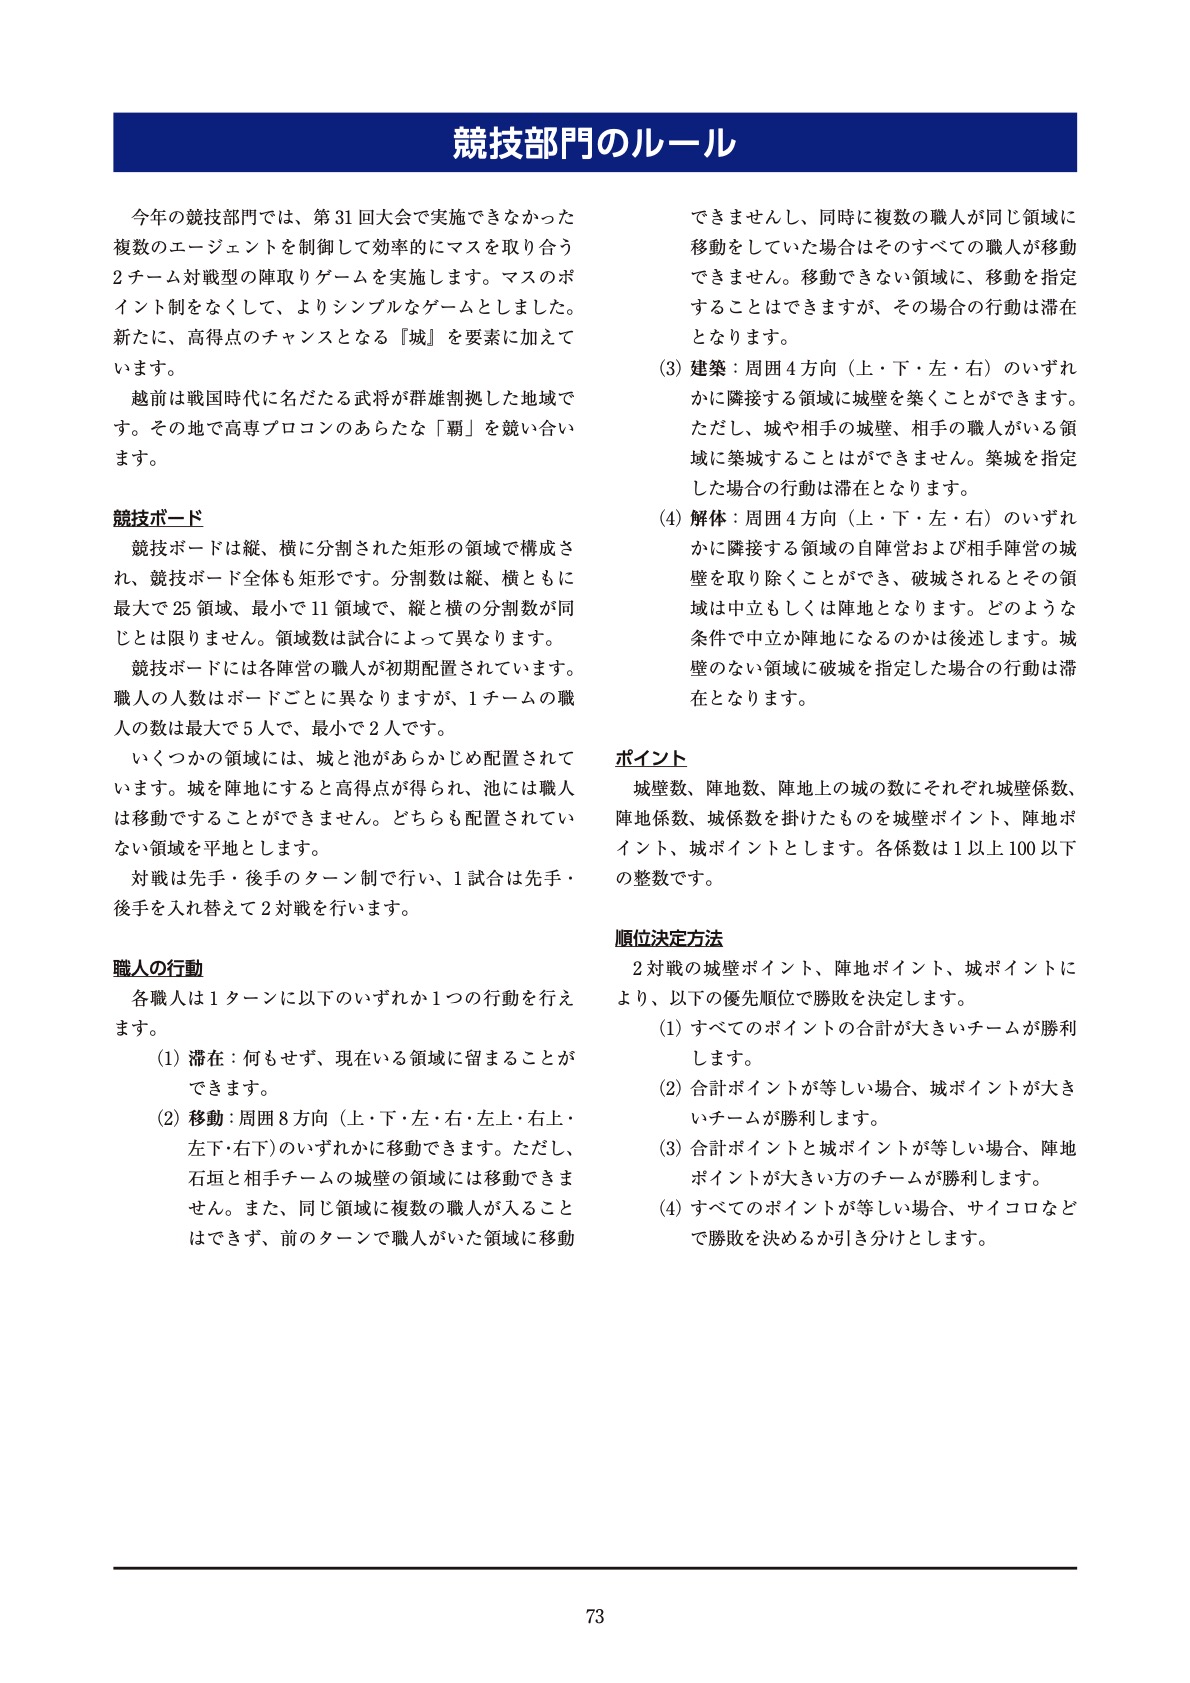 競技部門のルール
今年の競技部門では、第 31 回大会で実施できなかった
複数のエージェントを制御して効率的にマスを取り合う
2 チーム対戦型の陣取りゲームを実施します。マスのポ
イント制をなくして、よりシンプルなゲームとしました。
新たに、高得点のチャンスとなる『城』を要素に加えて
います。
越前は戦国時代に名だたる武将が群雄割拠した地域で
す。その地で高専プロコンのあらたな「覇」を競い合い
ます。
競技ボード
競技ボードは縦、横に分割された矩形の領域で構成さ
れ、競技ボード全体も矩形です。分割数は縦、横ともに
最大で 25 領域、最小で 11 領域で、縦と横の分割数が同
じとは限りません。領域数は試合によって異なります。
競技ボードには各陣営の職人が初期配置されています。
職人の人数はボードごとに異なりますが、1 チームの職
人の数は最大で 5 人で、最小で 2 人です。
いくつかの領域には、城と池があらかじめ配置されて
います。城を陣地にすると高得点が得られ、池には職人
は移動ですることができません。どちらも配置されてい
ない領域を平地とします。
対戦は先手・後手のターン制で行い、1 試合は先手・
後手を入れ替えて 2 対戦を行います。
職人の行動
各職人は 1 ターンに以下のいずれか 1 つの行動を行え
ます。
(1) 滞在：何もせず、現在いる領域に留まることが
できます。
(2) 移動：周囲 8 方向（上・下・左・右・左上・右上・
左下・右下）のいずれかに移動できます。ただし、
石垣と相手チームの城壁の領域には移動できま
せん。また、同じ領域に複数の職人が入ること
はできず、前のターンで職人がいた領域に移動
できませんし、同時に複数の職人が同じ領域に
移動をしていた場合はそのすべての職人が移動
できません。移動できない領域に、移動を指定
することはできますが、その場合の行動は滞在
となります。
(3) 建築：周囲 4 方向（上・下・左・右）のいずれ
かに隣接する領域に城壁を築くことができます。
ただし、城や相手の城壁、相手の職人がいる領
域に築城することはができません。築城を指定
した場合の行動は滞在となります。
(4) 解体：周囲 4 方向（上・下・左・右）のいずれ
かに隣接する領域の自陣営および相手陣営の城
壁を取り除くことができ、破城されるとその領
域は中立もしくは陣地となります。どのような
条件で中立か陣地になるのかは後述します。城
壁のない領域に破城を指定した場合の行動は滞
在となります。
ポイント
城壁数、陣地数、陣地上の城の数にそれぞれ城壁係数、
陣地係数、城係数を掛けたものを城壁ポイント、陣地ポ
イント、城ポイントとします。各係数は 1 以上 100 以下
の整数です。
順位決定方法
2 対戦の城壁ポイント、陣地ポイント、城ポイントに
より、以下の優先順位で勝敗を決定します。
(1) すべてのポイントの合計が大きいチームが勝利
します。
(2) 合計ポイントが等しい場合、城ポイントが大き
いチームが勝利します。
(3) 合計ポイントと城ポイントが等しい場合、陣地
ポイントが大きい方のチームが勝利します。
(4) すべてのポイントが等しい場合、サイコロなど
で勝敗を決めるか引き分けとします。
73